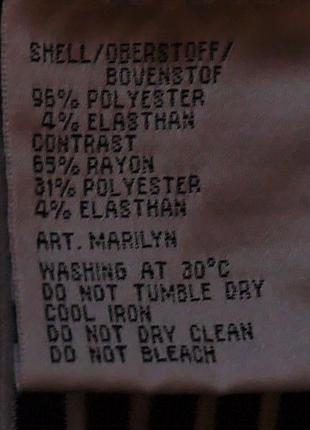 SHELL/OBERSTOFF/
BOVENSTOF
96% POLYESTER
4% ELASTHAN
CONTRAST
65% RAYON
31% POLYESTER
4% ELASTHAN
ART. MARILYN
WASHING AT 30°C
DO NOT TUMBLE DRY
COOL IRON
DO NOT DRY CLEAN
DO NOT BLEACH